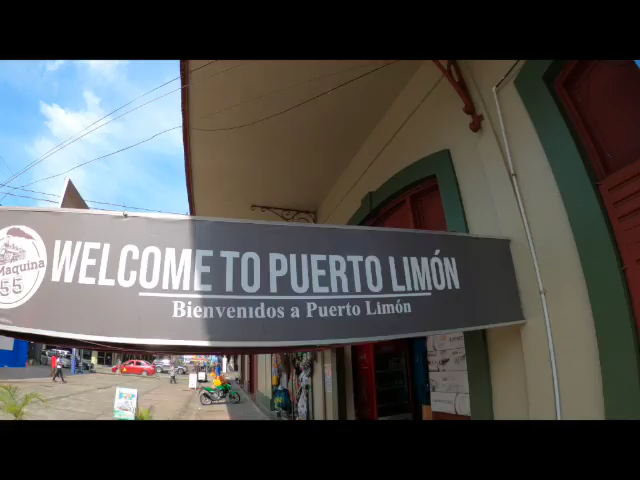 Maquina
55
WELCOME TO PUERTO LIMÓN
Bienvenidos a Puerto Limón